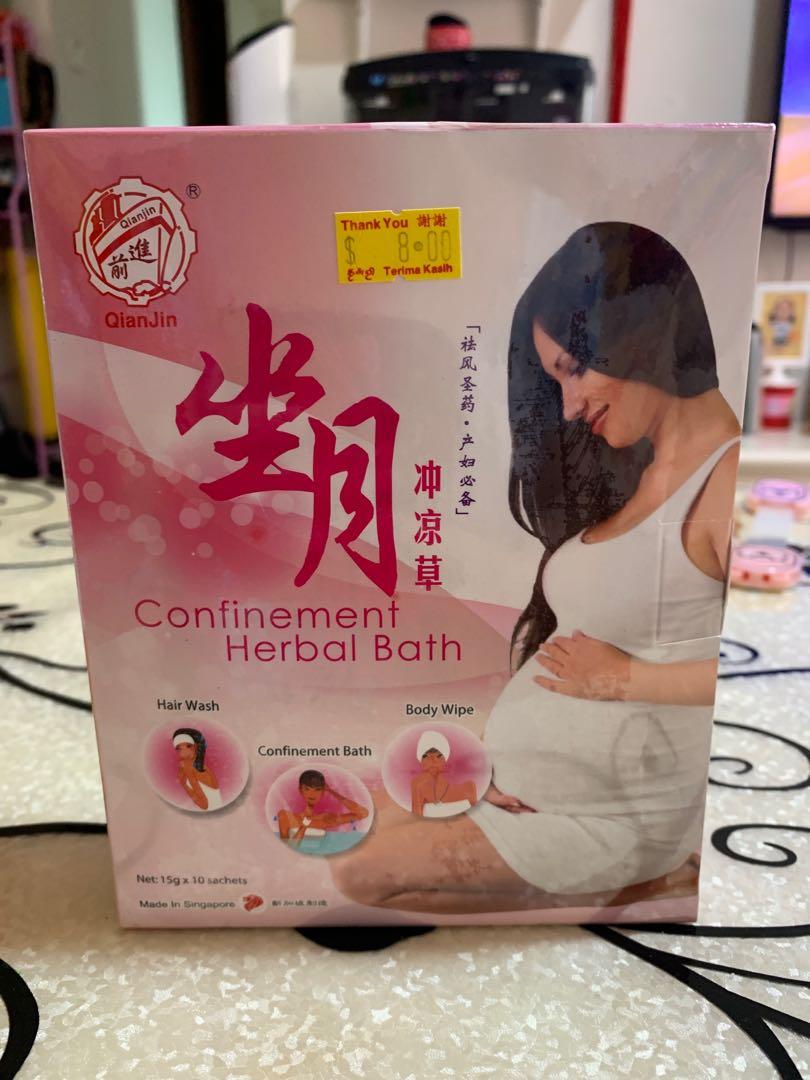 ®
Qianjin
前進
QianJin
Thank You 謝謝
$ 8.00
நன்றி Terima Kasih
坐月
冲凉草
「祛风圣药·产妇必备」
Confinement
Herbal Bath
Hair Wash
Confinement Bath
Body Wipe
Net: 15g x 10 sachets
Made In Singapore 新加坡制造